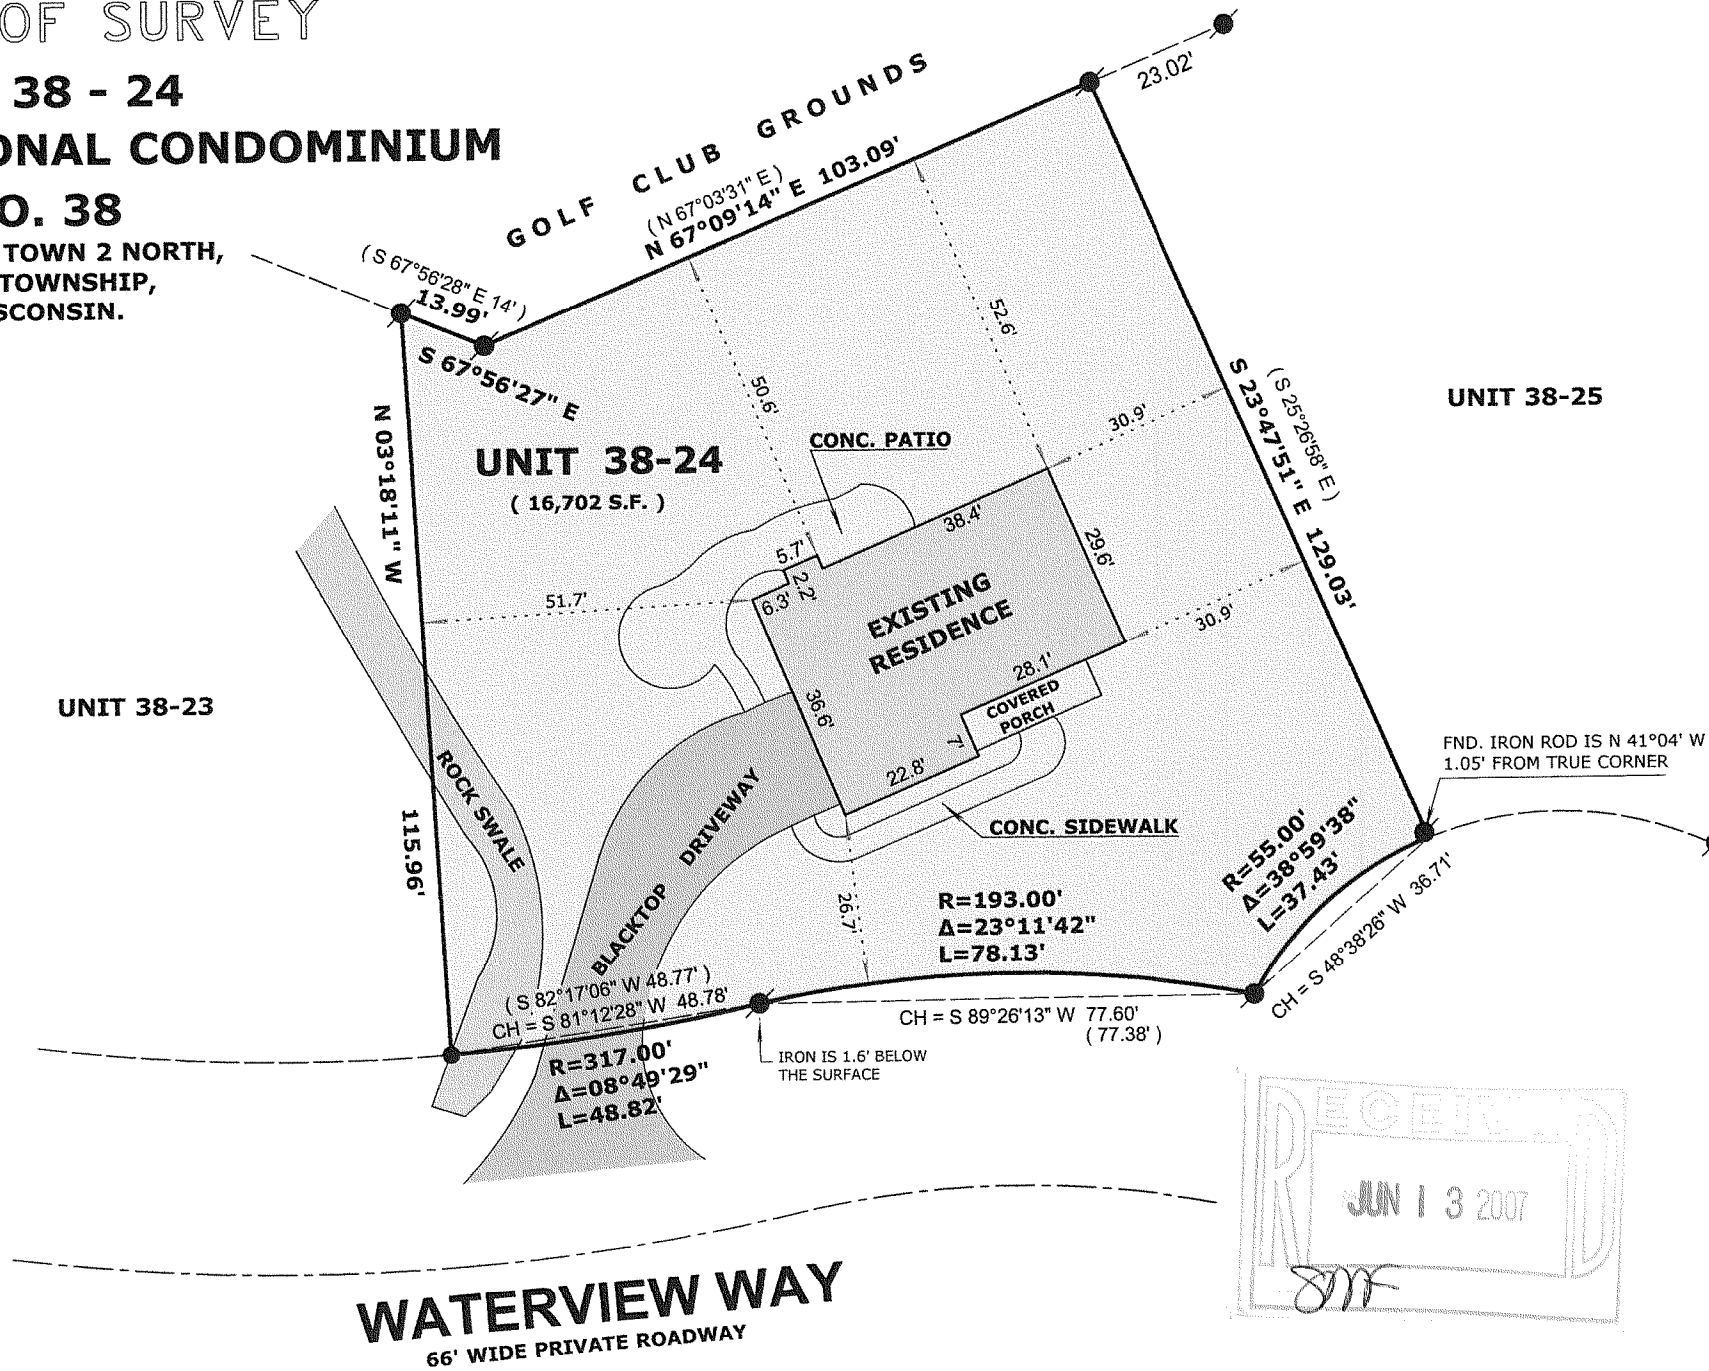 OF SURVEY
38 - 24
ONAL CONDOMINIUM
O. 38
TOWN 2 NORTH,
TOWNSHIP,
SCONSIN.
23.02'
GOLF CLUB GROUNDS
( N 67°03'31" E )
N 67°09'14" E 103.09'
( S 67°56'28" E 14' )
13.99'
S 67°56'27" E
N 03°18'11" W
115.96'
UNIT 38-24
( 16,702 S.F. )
50.6'
52.6'
30.9'
( S 25°26'58" E )
S 23°47'51" E 129.03'
UNIT 38-25
CONC. PATIO
38.4'
5.7'
2.2'
6.3'
29.6'
51.7'
EXISTING
RESIDENCE
30.9'
28.1'
COVERED
PORCH
36.6'
7'
22.8'
UNIT 38-23
ROCK SWALE
BLACKTOP DRIVEWAY
CONC. SIDEWALK
FND. IRON ROD IS N 41°04' W
1.05' FROM TRUE CORNER
26.7'
R=193.00'
Δ=23°11'42"
L=78.13'
R=55.00'
Δ=38°59'38"
L=37.43'
CH = S 48°38'26" W 36.71'
( S 82°17'06" W 48.77' )
CH = S 81°12'28" W 48.78'
CH = S 89°26'13" W 77.60'
( 77.38' )
R=317.00'
Δ=08°49'29"
L=48.82'
IRON IS 1.6' BELOW
THE SURFACE
RECEIVED
JUN 13 2007
WATERVIEW WAY
66' WIDE PRIVATE ROADWAY